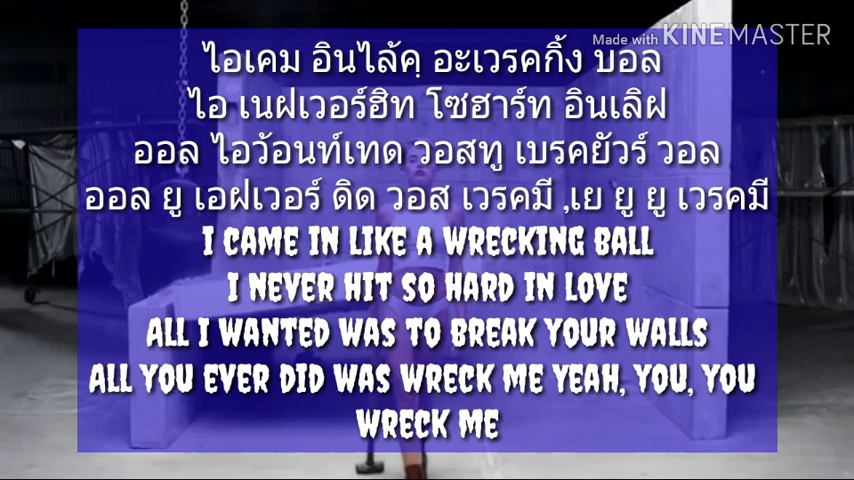 Made with KINEMASTER
ไอเคม อินไล้คฺ อะเวรคกิ้ง บอล
ไอ เนฝเวอร์ฮิท โซฮาร์ท อินเลิฝ
ออล ไอว้อนท์เทด วอสทู เบรคยัวร์ วอล
ออล ยู เอฝเวอร์ ดิด วอส เวรคมี ,เย ยู ยู เวรคมี
I CAME IN LIKE A WRECKING BALL
I NEVER HIT SO HARD IN LOVE
ALL I WANTED WAS TO BREAK YOUR WALLS
ALL YOU EVER DID WAS WRECK ME YEAH, YOU, YOU
WRECK ME